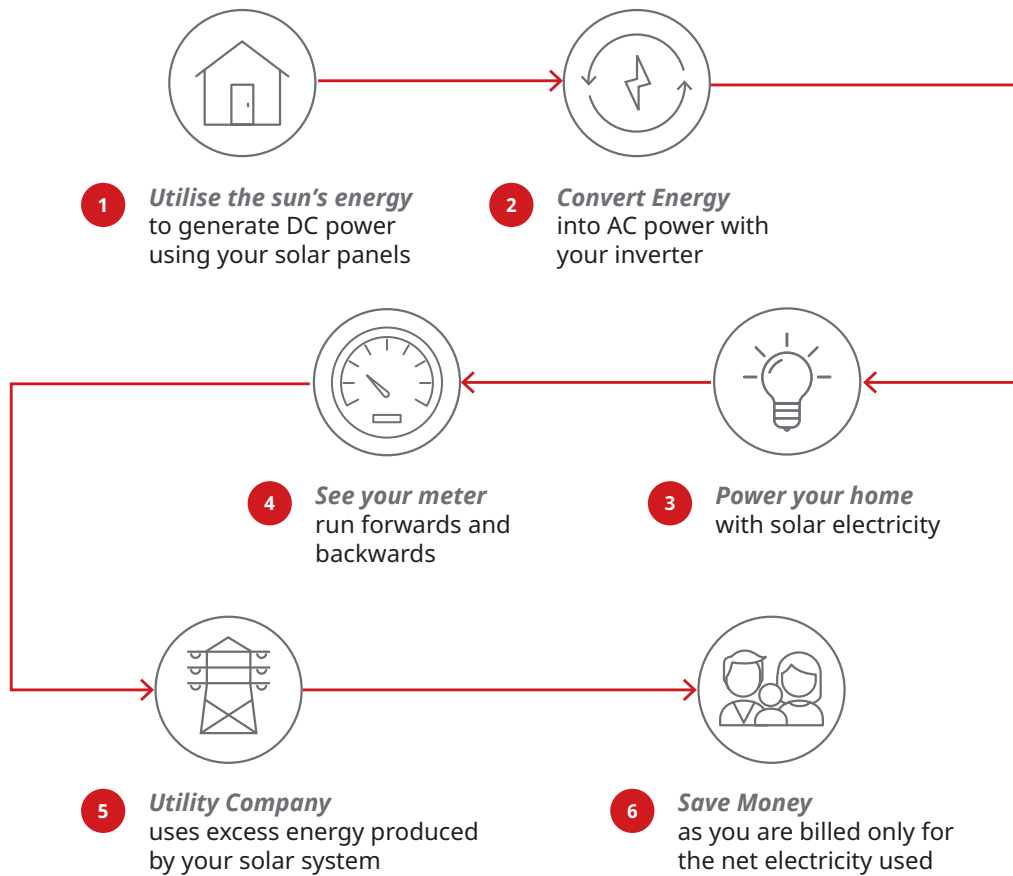 1
Utilise the sun's energy
to generate DC power
using your solar panels
2
Convert Energy
into AC power with
your inverter
3
Power your home
with solar electricity
4
See your meter
run forwards and
backwards
5
Utility Company
uses excess energy produced
by your solar system
6
Save Money
as you are billed only for
the net electricity used